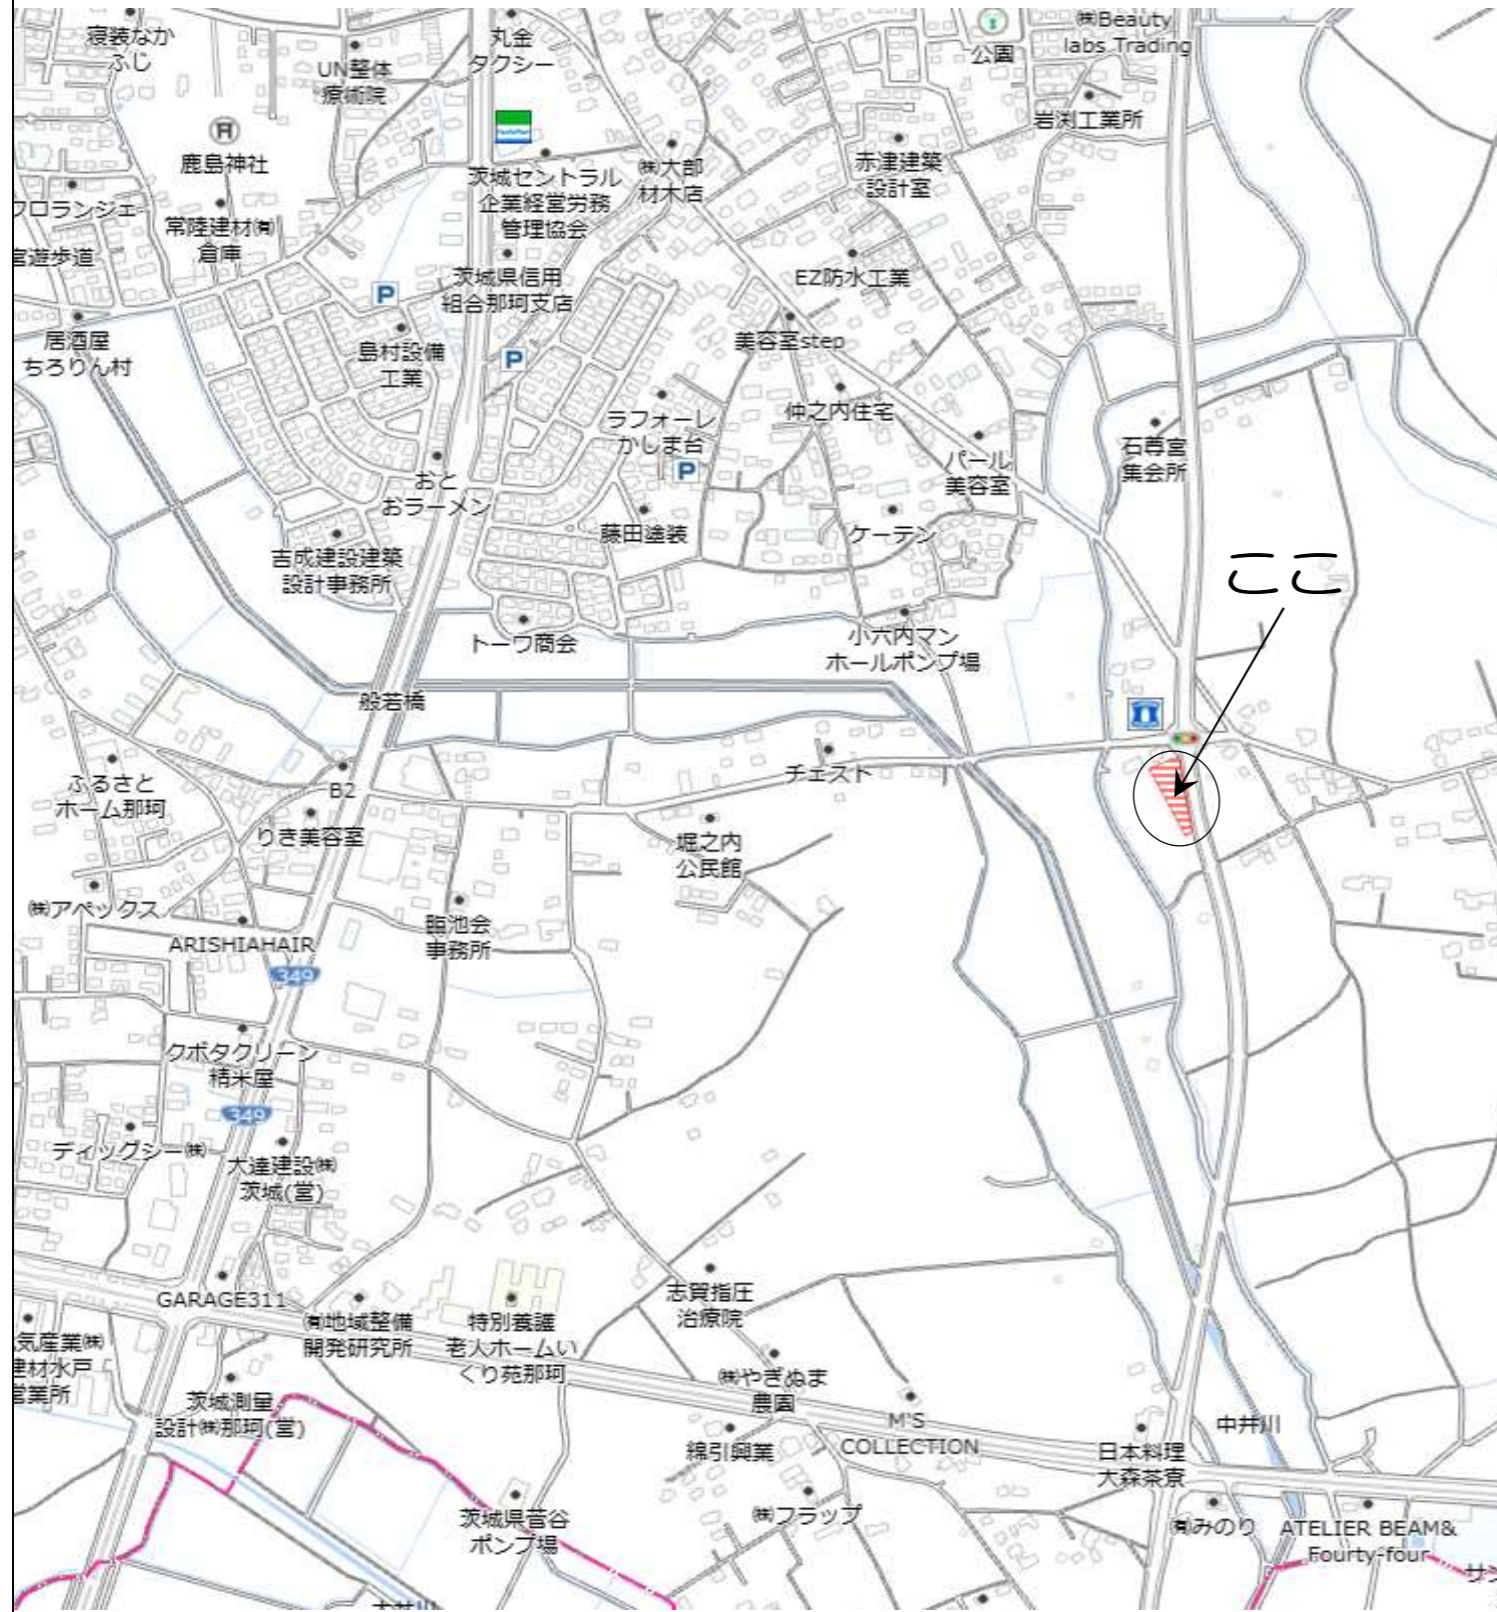 寝装なか
ふじ
UN整体
療術院
丸金
タクシー
公園
㈱Beauty
labs Trading
岩渕工業所
鹿島神社
茨城セントラル
企業経営労務
管理協会
㈱大部
材木店
赤津建築
設計室
フロランジェ
常陸建材㈲
倉庫
宮遊歩道
茨城県信用
組合那珂支店
EZ防水工業
P
居酒屋
ちろりん村
島村設備
工業
P
美容室step
ラフォーレ
かしま台
P
仲之内住宅
パール
美容室
石尊宮
集会所
おと
おラーメン
藤田塗装
ケーテン
吉成建設建築
設計事務所
ここ
トーワ商会
小六内マン
ホールポンプ場
般若橋
ふるさと
ホーム那珂
B2
チェスト
りき美容室
堀之内
公民館
㈱アペックス
ARISHIAHAIR
臨池会
事務所
349
クボタクリーン
精米屋
349
ディッグシー㈱
大達建設㈱
茨城(営)
GARAGE311
㈲地域整備
開発研究所
特別養護
老人ホームい
くり苑那珂
志賀指圧
治療院
気産業㈱
建材水戸
営業所
茨城測量
設計㈱那珂(営)
㈱やぎぬま
農園
M'S
COLLECTION
綿引興業
日本料理
大森茶寮
中井川
茨城県菅谷
ポンプ場
㈱フラップ
㈲みのり
ATELIER BEAM&
Fourty-four
サン